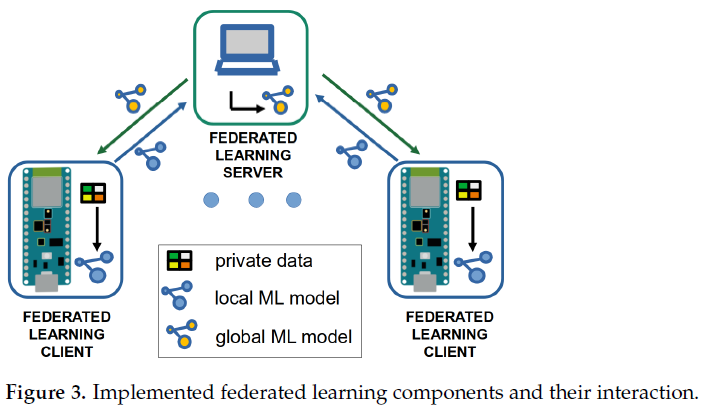 FEDERATED
LEARNING
SERVER
private data
local ML model
global ML model
FEDERATED
LEARNING
CLIENT
FEDERATED
LEARNING
CLIENT
Figure 3. Implemented federated learning components and their interaction.